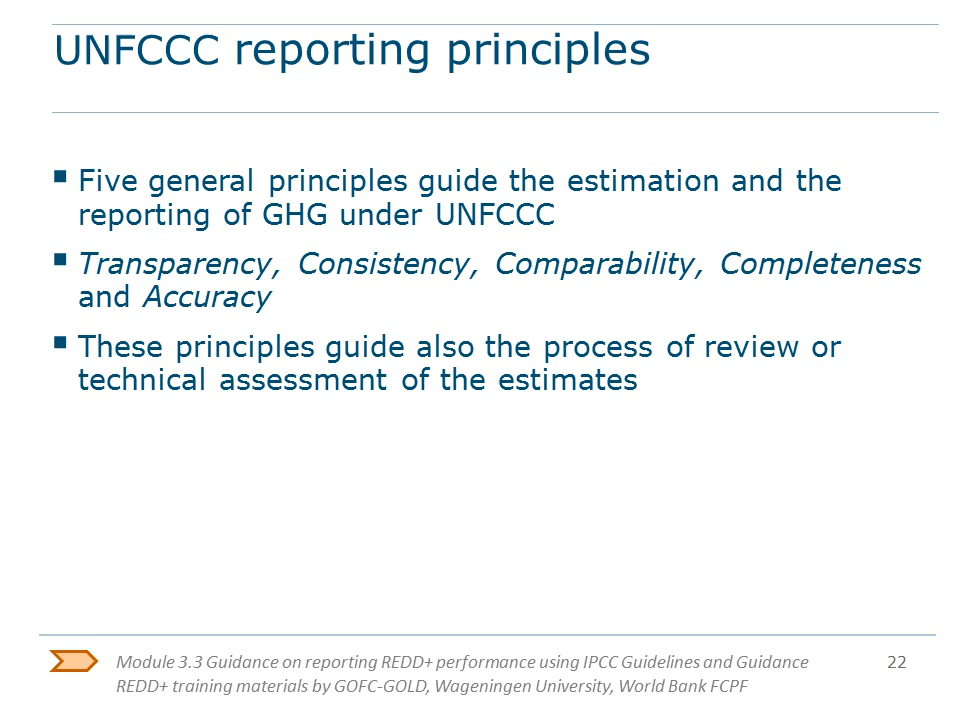 UNFCCC reporting principles
Five general principles guide the estimation and the
reporting of GHG under UNFCCC
Transparency, Consistency, Comparability, Completeness
and Accuracy
These principles guide also the process of review or
technical assessment of the estimates
Module 3.3 Guidance on reporting REDD+ performance using IPCC Guidelines and Guidance
REDD+ training materials by GOFC-GOLD, Wageningen University, World Bank FCPF
22